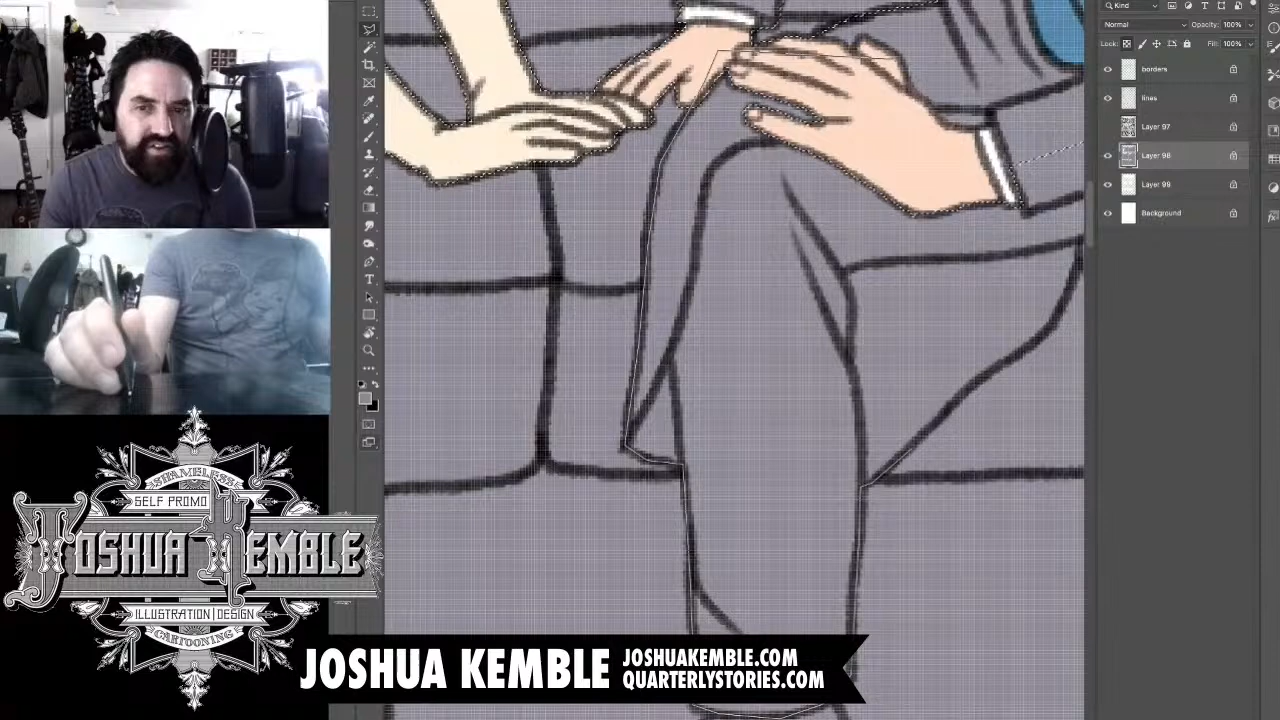 Kind
Normal
Opacity: 100%
Lock:
Fill: 100%
borders
lines
Layer 97
Layer 98
Layer 99
Background
SHAMELESS
SELF PROMO
JOSHUA KEMBLE
ILLUSTRATION|DESIGN
CARTOONING
JOSHUA KEMBLE
JOSHUAKEMBLE.COM
QUARTERLYSTORIES.COM